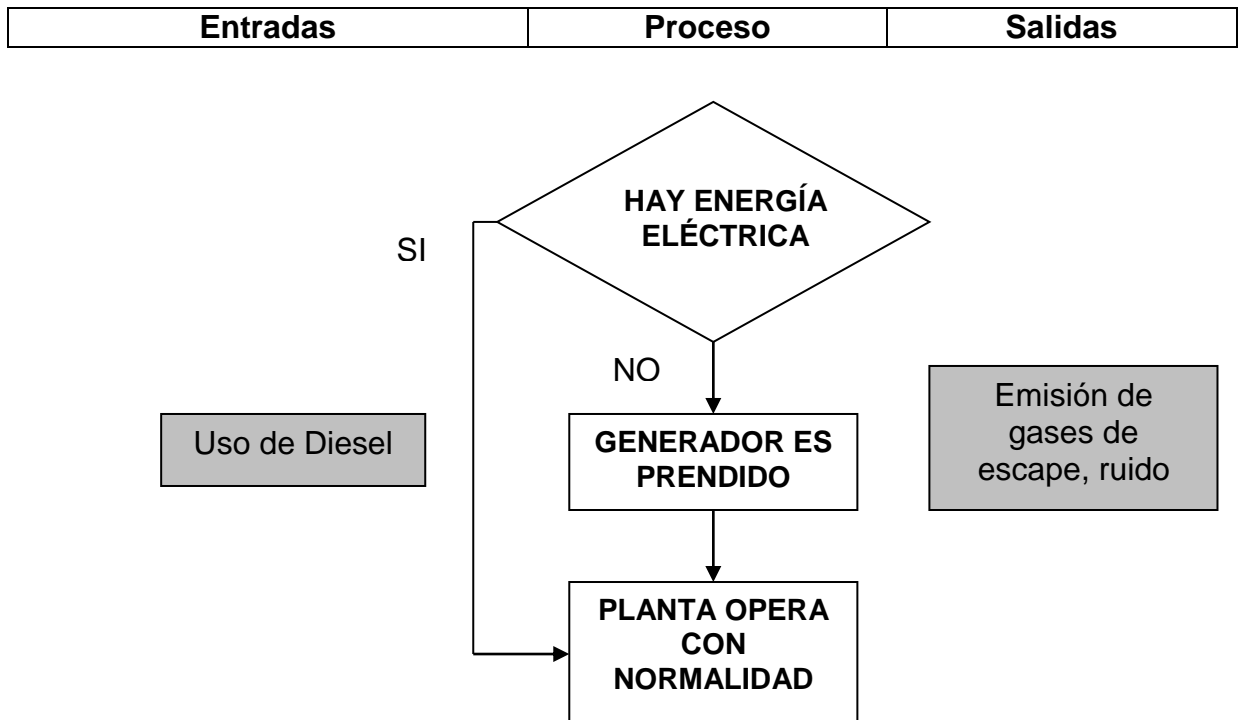 Entradas Proceso Salidas
HAY ENERGÍA
ELÉCTRICA
SI
NO
Uso de Diesel
GENERADOR ES
PRENDIDO
Emisión de
gases de
escape, ruido
PLANTA OPERA
CON
NORMALIDAD